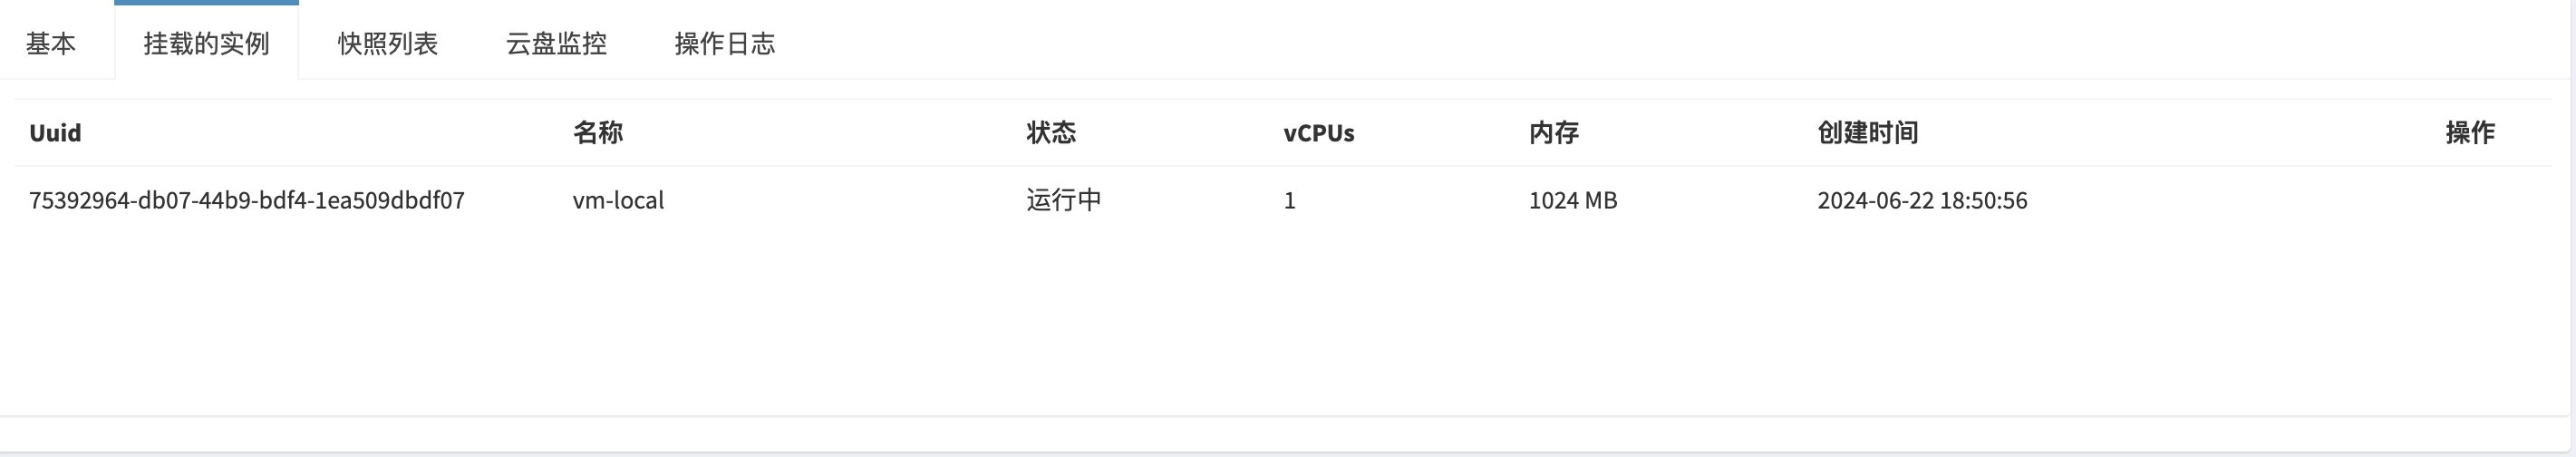 基本 挂载的实例 快照列表 云盘监控 操作日志
Uuid 名称 状态 vCPUs 内存 创建时间 操作
75392964-db07-44b9-bdf4-1ea509dbdf07 vm-local 运行中 1 1024 MB 2024-06-22 18:50:56